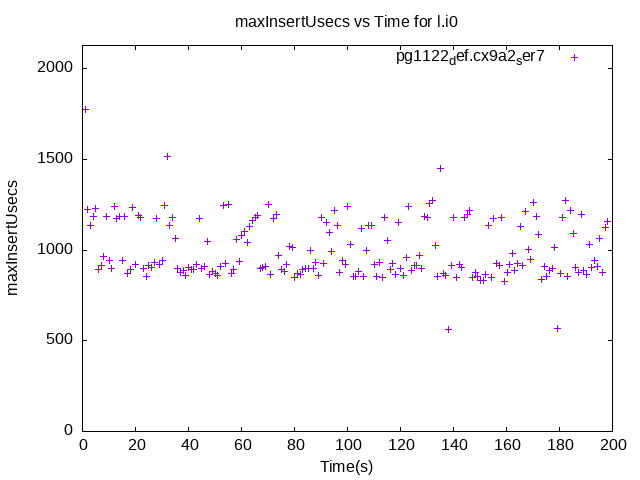 maxInsertUsecs vs Time for l.i0
pg1122def.cx9a2ser7
2000
1500
1000
500
0
maxInsertUsecs
0 20 40 60 80 100 120 140 160 180 200
Time(s)